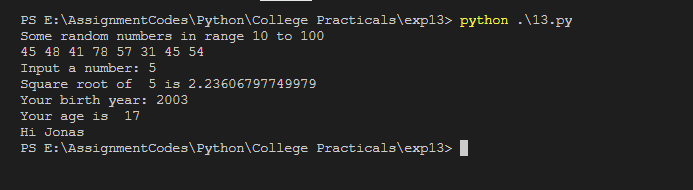 PS E:\AssignmentCodes\Python\College Practicals\exp13> python .\13.py
Some random numbers in range 10 to 100
45 48 41 78 57 31 45 54
Input a number: 5
Square root of  5 is 2.23606797749979
Your birth year: 2003
Your age is  17
Hi Jonas
PS E:\AssignmentCodes\Python\College Practicals\exp13>